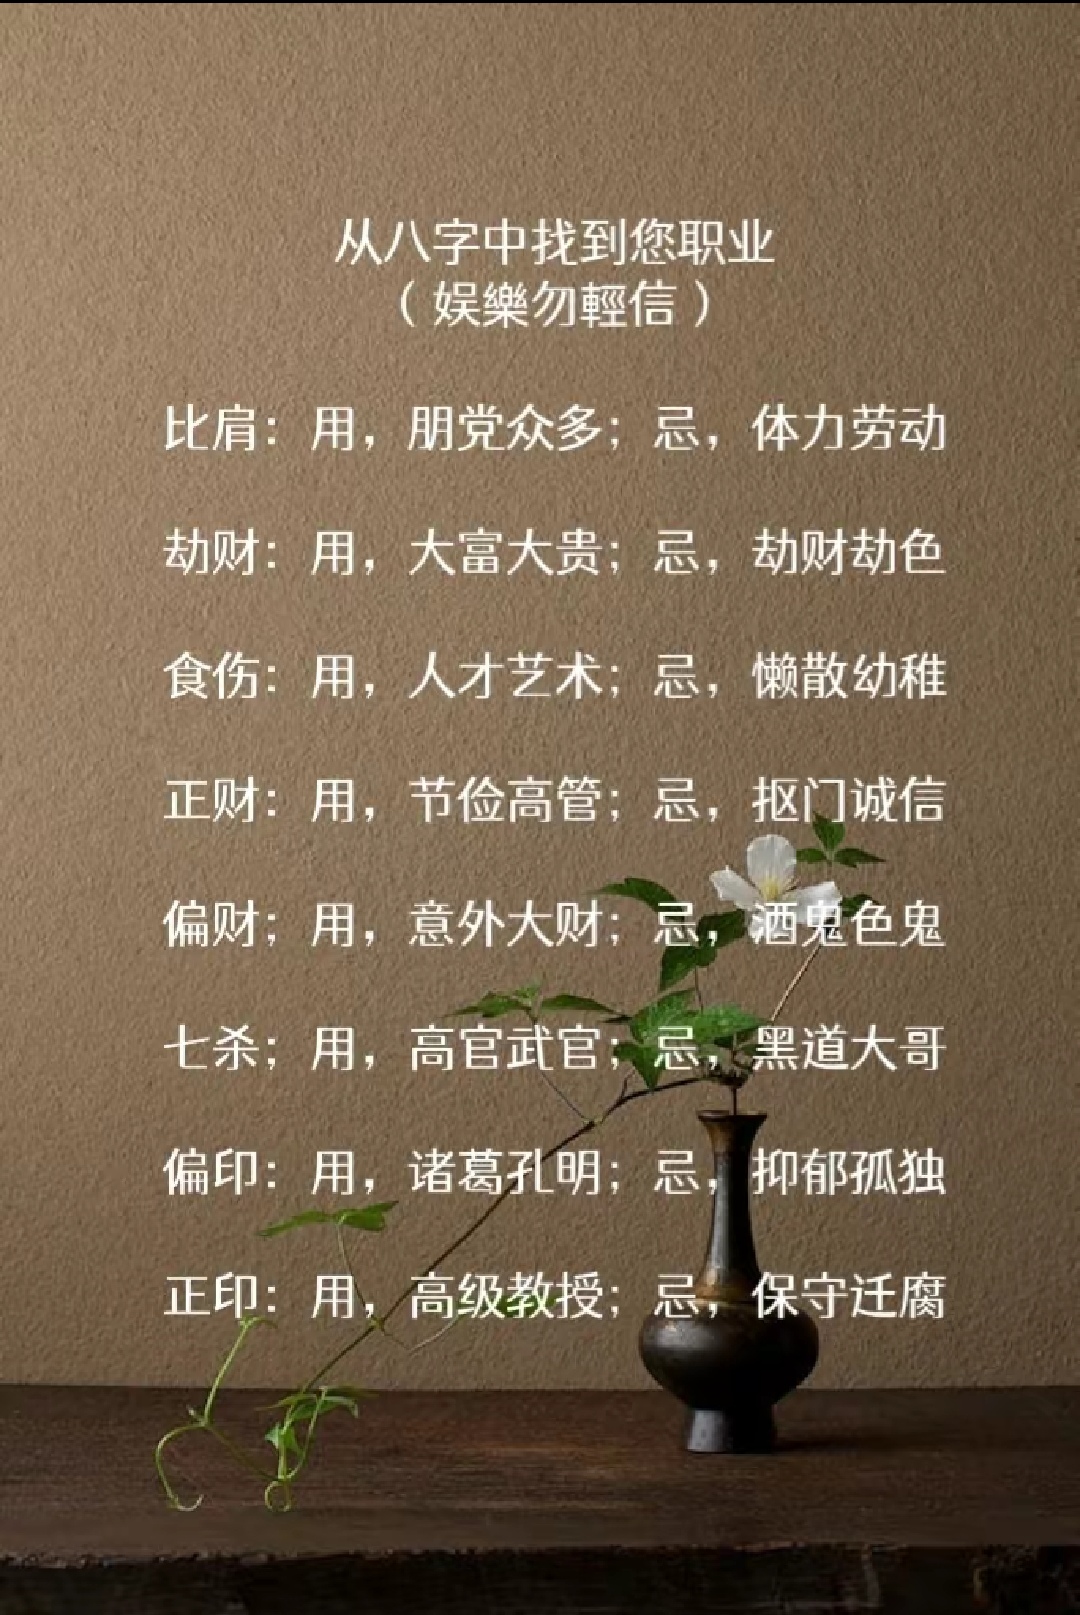 从八字中找到您职业
（娱樂勿輕信）
比肩：用，朋党众多；忌，体力劳动
劫财：用，大富大贵；忌，劫财劫色
食伤：用，人才艺术；忌，懒散幼稚
正财：用，节俭高管；忌，抠门诚信
偏财；用，意外大财；忌，酒鬼色鬼
七杀；用，高官武官；忌，黑道大哥
偏印：用，诸葛孔明；忌，抑郁孤独
正印：用，高级教授；忌，保守迂腐